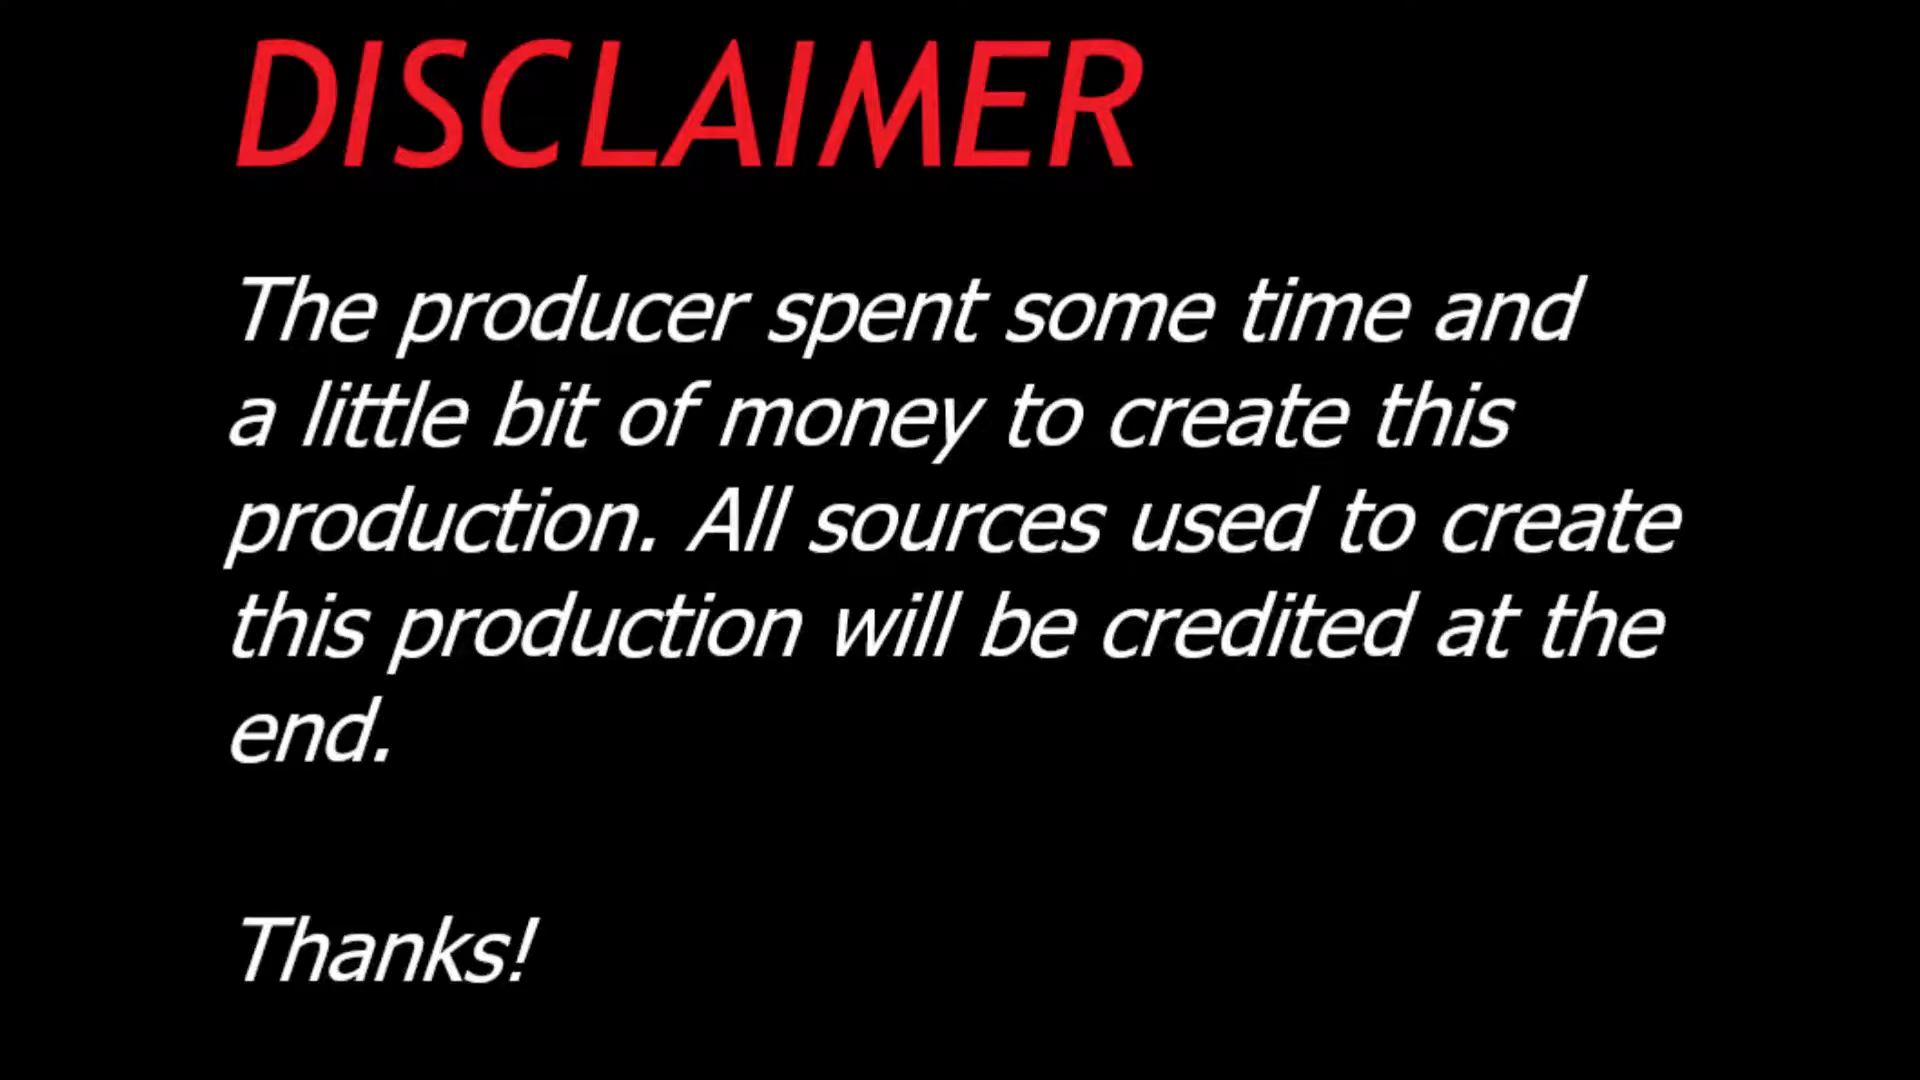 DISCLAIMER
The producer spent some time and
a little bit of money to create this
production. All sources used to create
this production will be credited at the
end.
Thanks!